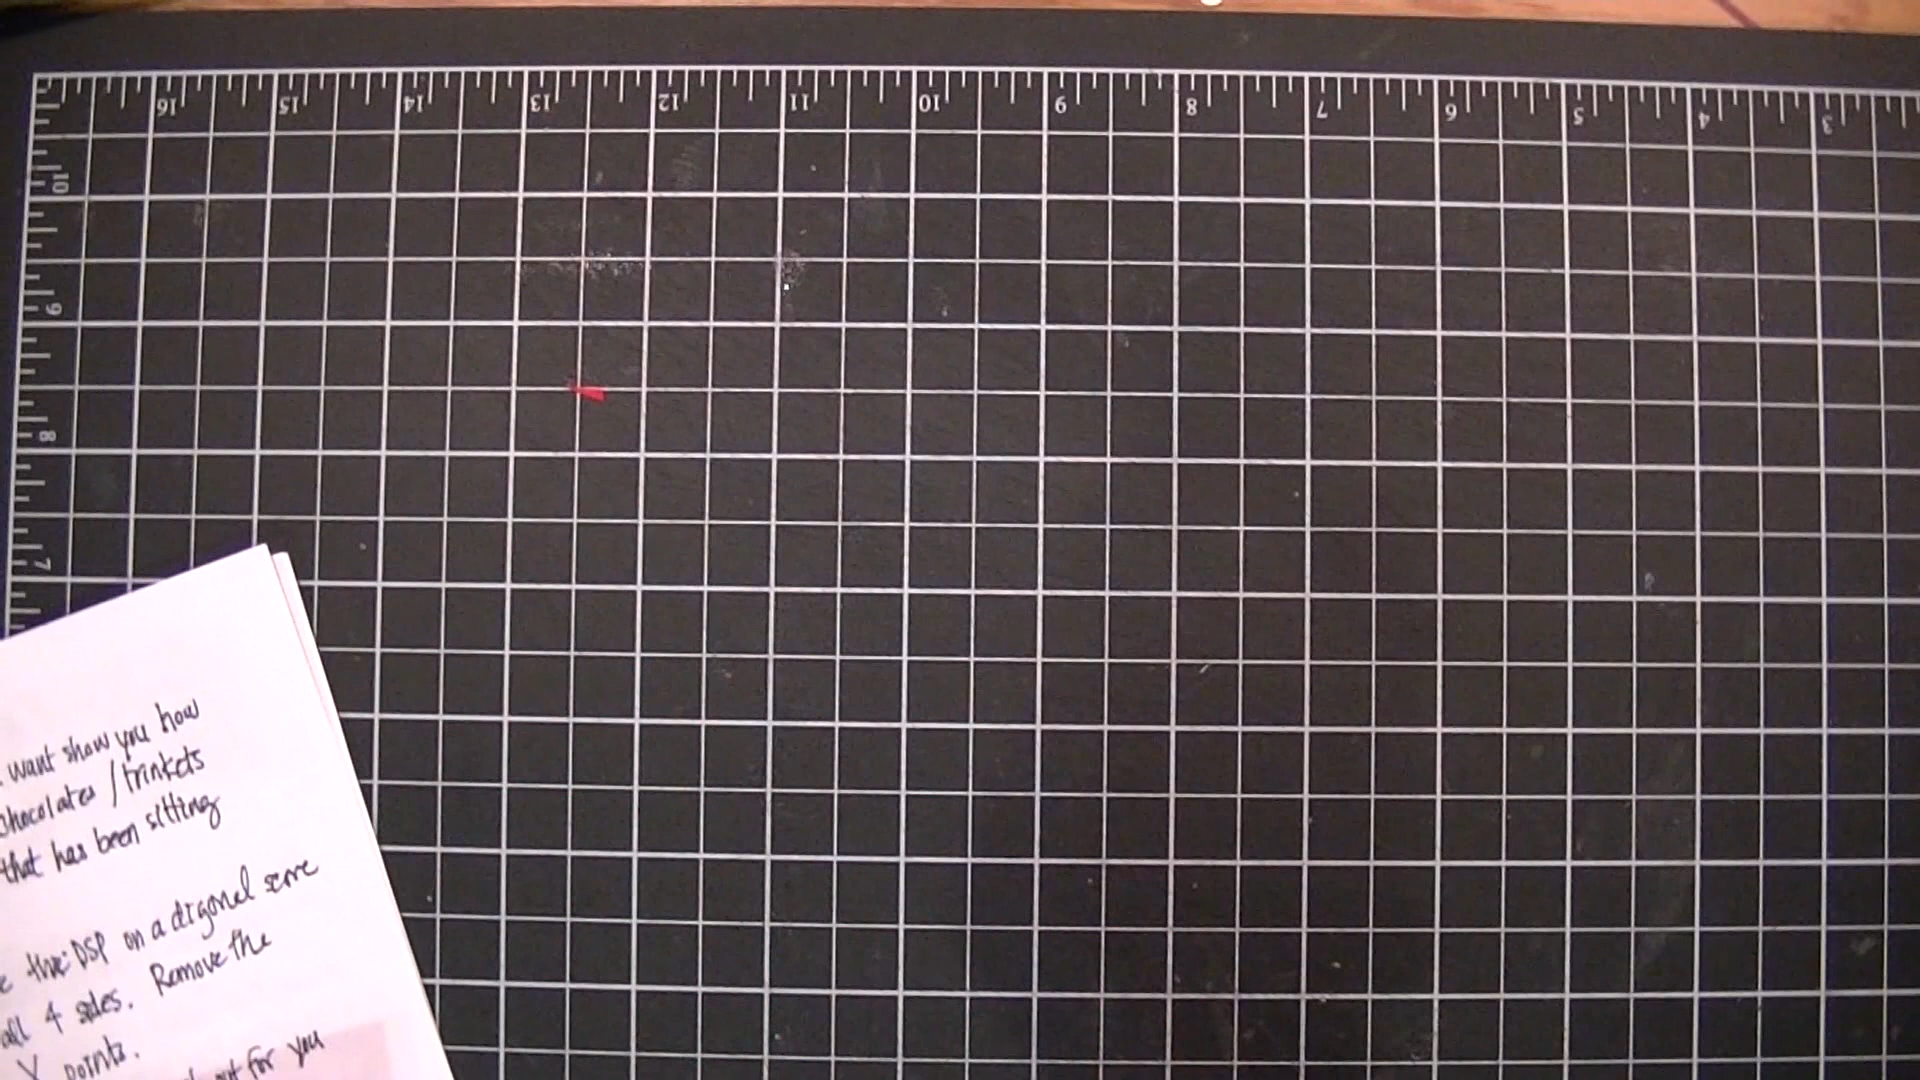 16 15 14 13 12 11 10 9 8 7 6 5 4 3
10
9
8
7
want show you how
chocolates / trinkets
that has been sitting
the DSP on a digonal score
all 4 sides. Remove the
points.
out for you